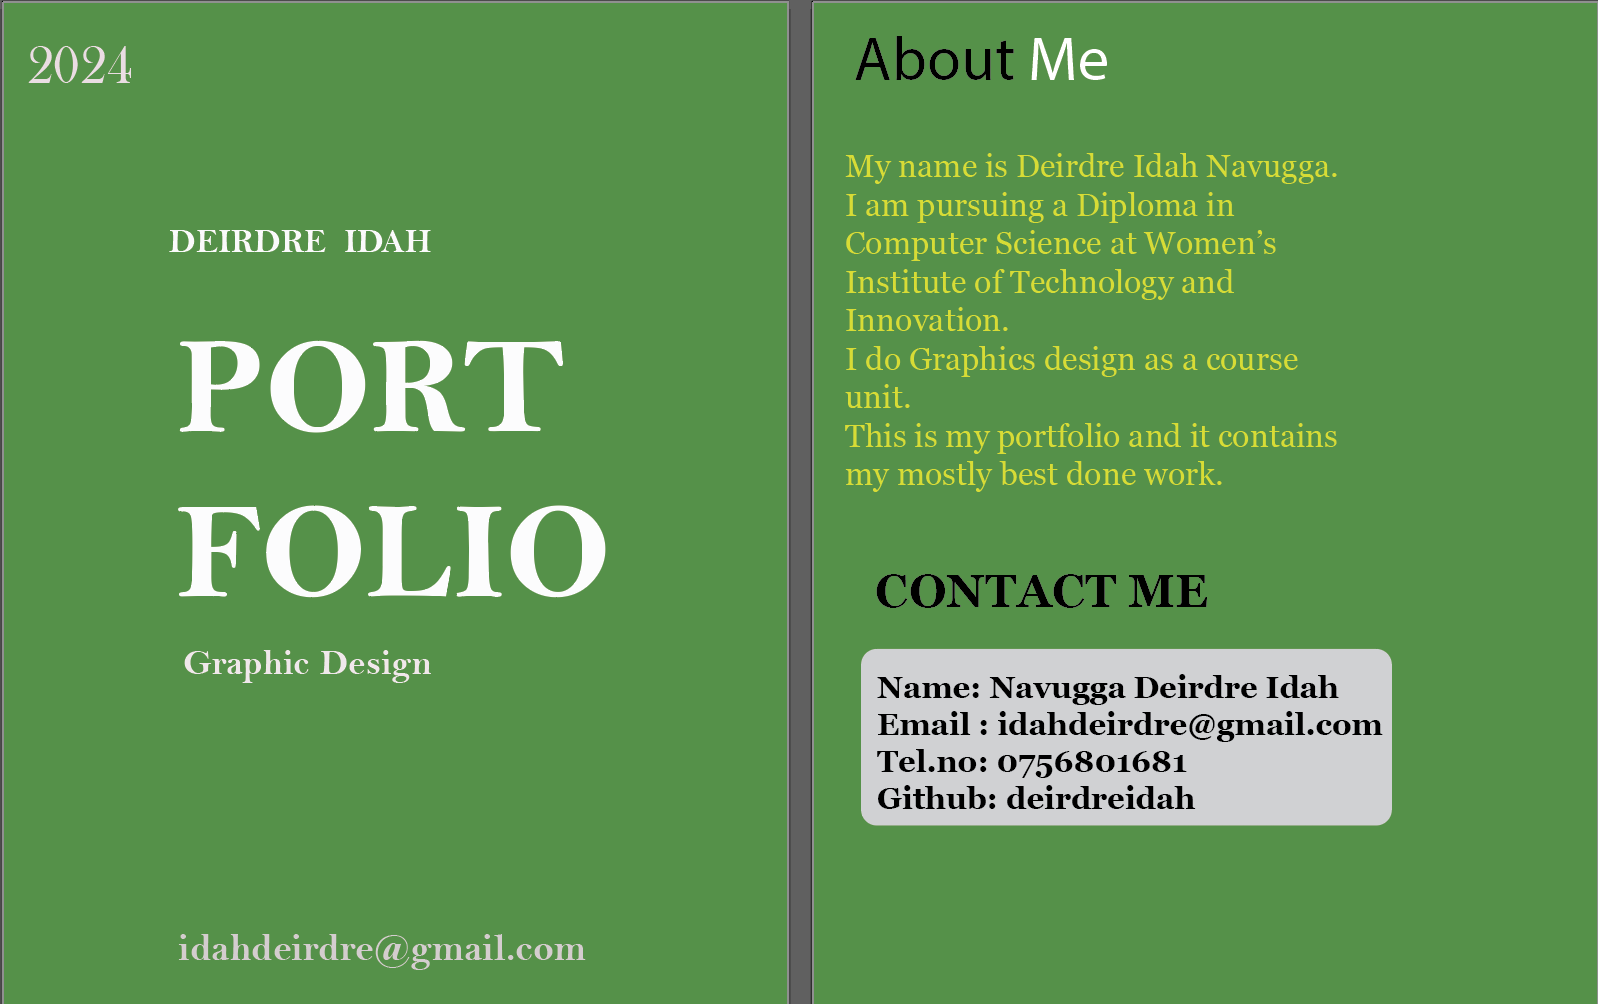 2024
DEIRDRE IDAH
PORT
FOLIO
Graphic Design
idahdeirdre@gmail.com
About Me
My name is Deirdre Idah Navugga.
I am pursuing a Diploma in
Computer Science at Women’s
Institute of Technology and
Innovation.
I do Graphics design as a course
unit.
This is my portfolio and it contains
my mostly best done work.
CONTACT ME
Name: Navugga Deirdre Idah
Email : idahdeirdre@gmail.com
Tel.no: 0756801681
Github: deirdreidah